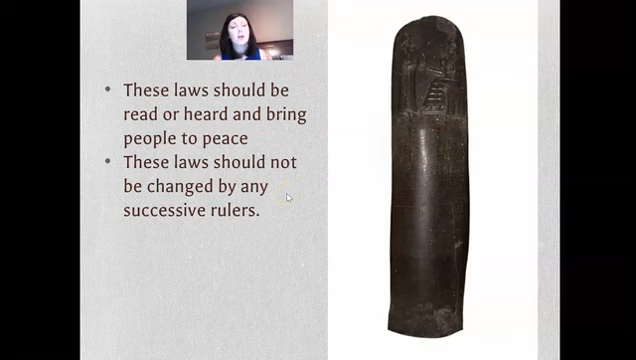 • These laws should be
read or heard and bring
people to peace
• These laws should not
be changed by any
successive rulers.